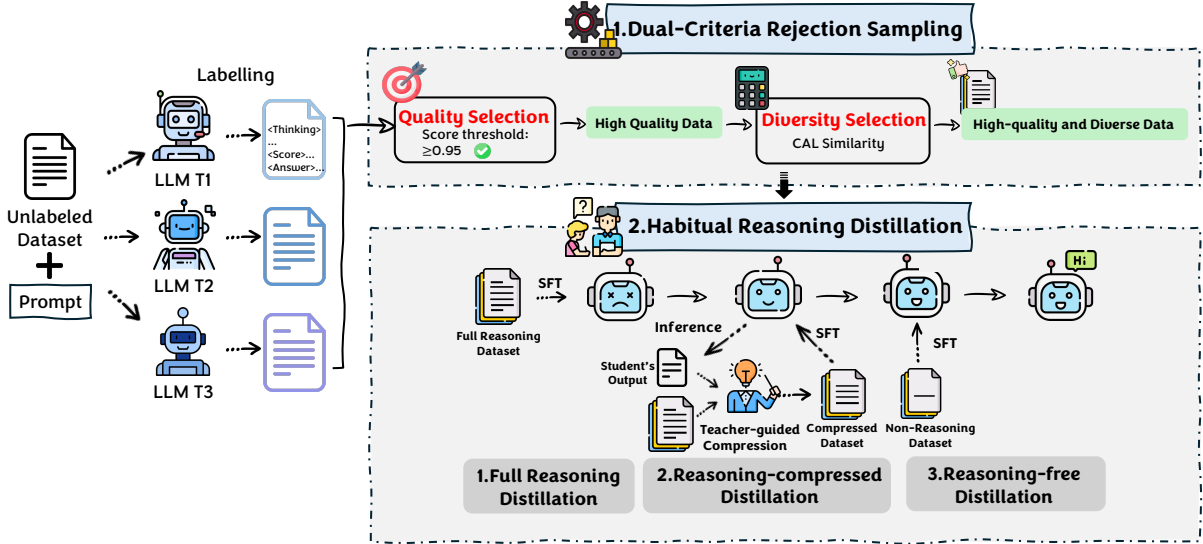 1.Dual-Criteria Rejection Sampling
Labelling
Unlabeled
Dataset
+
Prompt
LLM T1
LLM T2
LLM T3
<Thinking>
...
<Score>...
<Answer>...
Quality Selection
Score threshold:
≥0.95
High Quality Data
Diversity Selection
CAL Similarity
High-quality and Diverse Data
2.Habitual Reasoning Distillation
?
Full Reasoning
Dataset
SFT
Inference
Student's
Output
Teacher-guided
Compression
SFT
Compressed
Dataset
SFT
Non-Reasoning
Dataset
Hi
1.Full Reasoning
Distillation
2.Reasoning-compressed
Distillation
3.Reasoning-free
Distillation